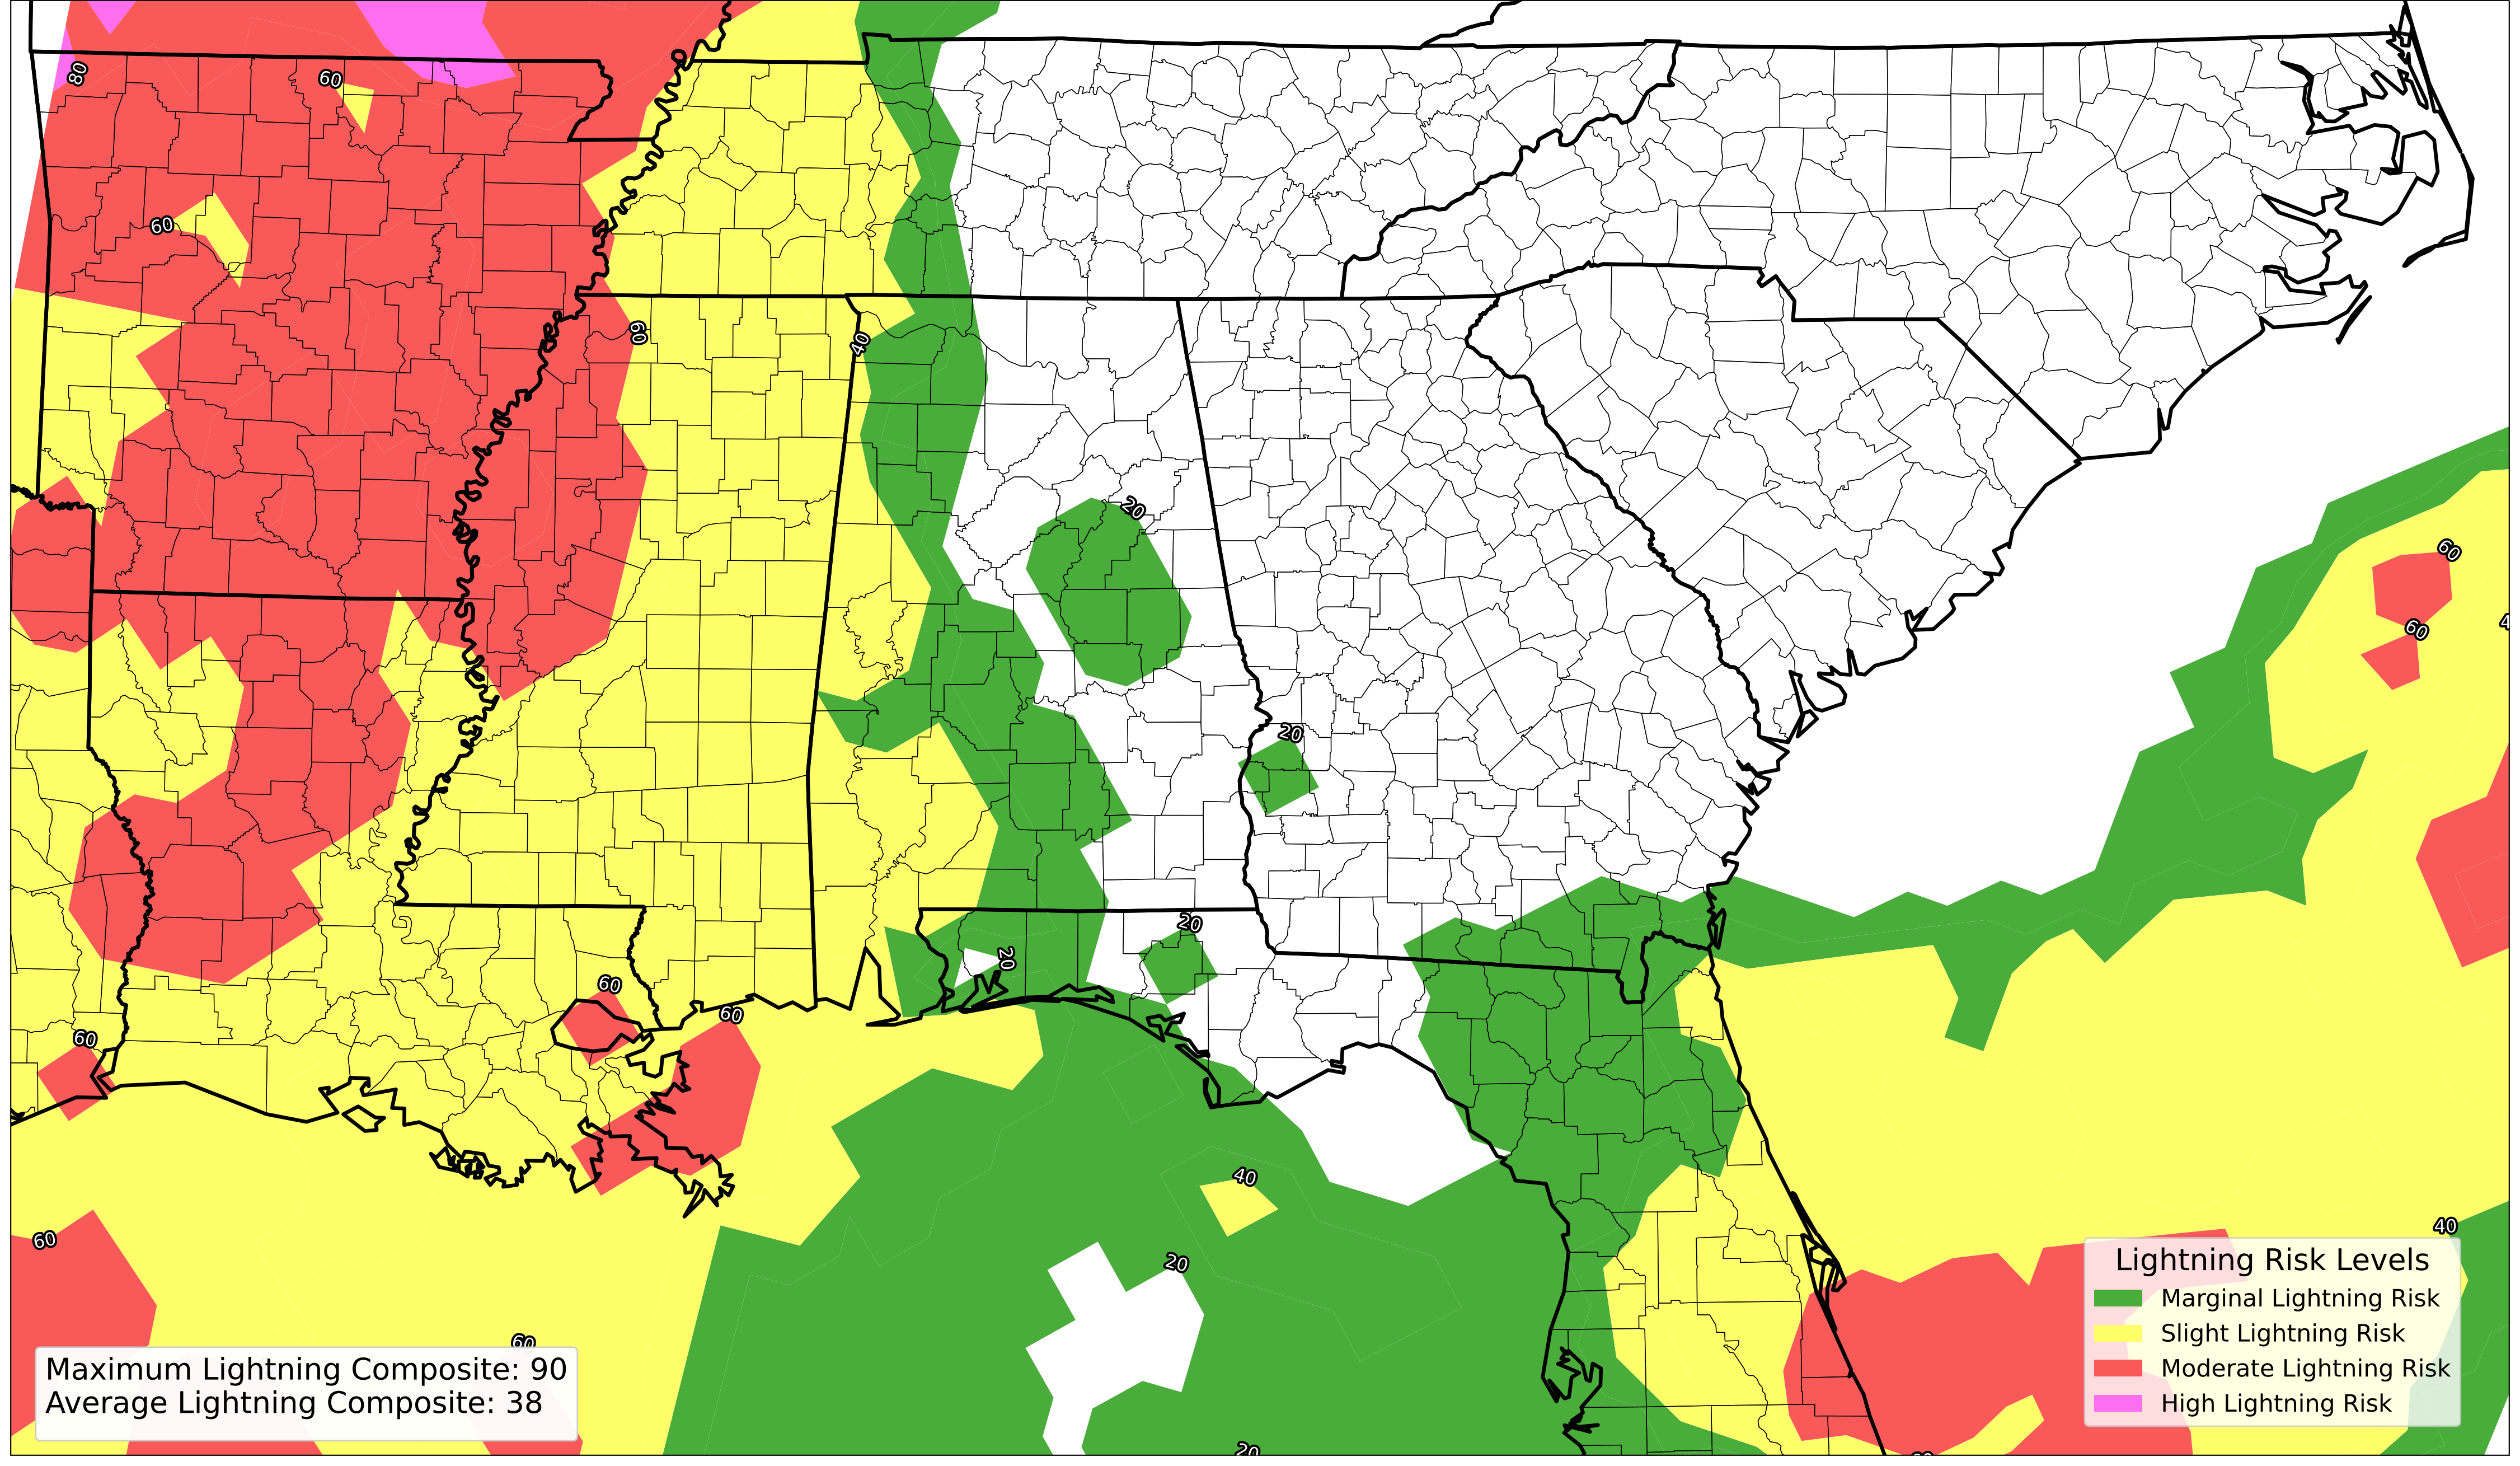 80
60
60
60
40
20
60
60
20
20
20
60
60
60
40
20
60
40
60
20
Maximum Lightning Composite: 90
Average Lightning Composite: 38
Lightning Risk Levels
Marginal Lightning Risk
Slight Lightning Risk
Moderate Lightning Risk
High Lightning Risk